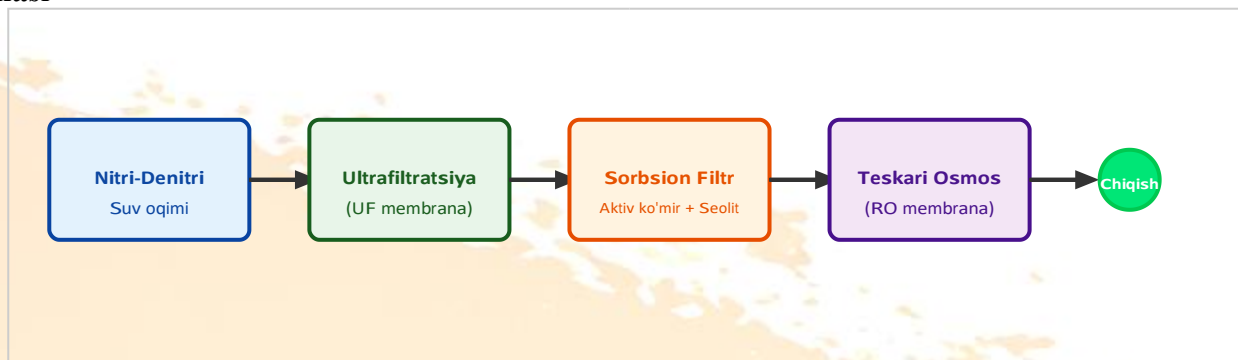 Nitri-Denitri
Suv oqimi
Ultrafiltratsiya
(UF membrana)
Sorbsion Filtr
Aktiv ko'mir + Seolit
Teskari Osmos
(RO membrana)
Chiqish